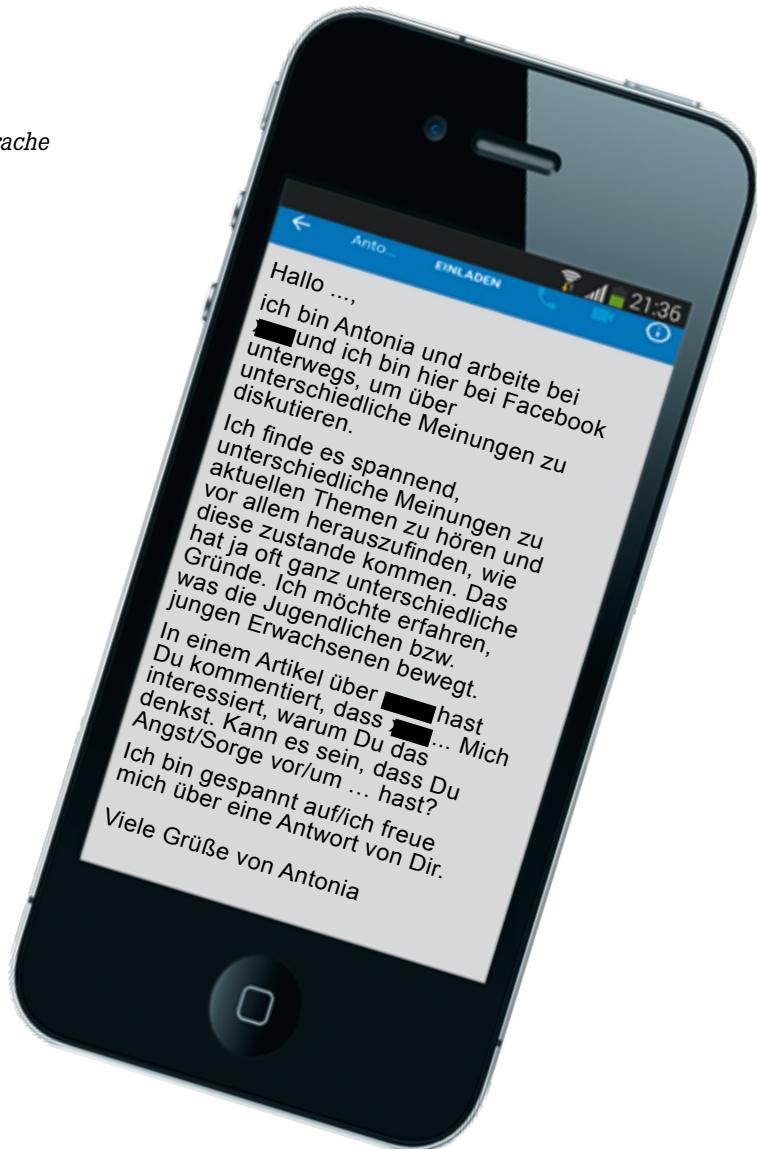 rache
Anto...
EINLADEN
21:36
Hallo ...,
ich bin Antonia und arbeite bei
und ich bin hier bei Facebook
unterwegs, um über
unterschiedliche Meinungen zu
diskutieren.
Ich finde es spannend,
unterschiedliche Meinungen zu
aktuellen Themen zu hören und
vor allem herauszufinden, wie
diese zustande kommen. Das
hat ja oft ganz unterschiedliche
Gründe. Ich möchte erfahren,
was die Jugendlichen bzw.
jungen Erwachsenen bewegt.
In einem Artikel über hast
Du kommentiert, dass ... Mich
interessiert, warum Du das
denkst. Kann es sein, dass Du
Angst/Sorge vor/um … hast?
Ich bin gespannt auf/ich freue
mich über eine Antwort von Dir.
Viele Grüße von Antonia